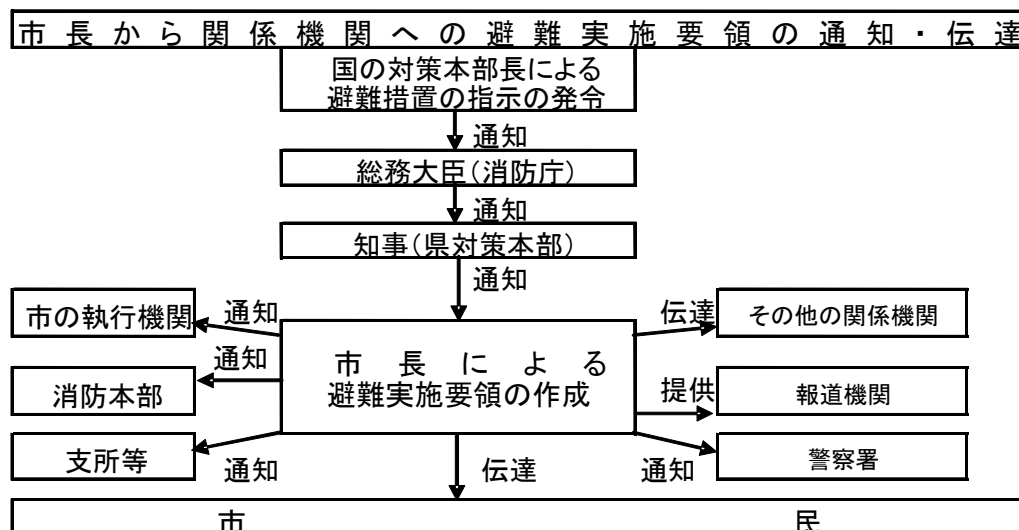 市長から関係機関への避難実施要領の通知・伝達
国の対策本部長による
避難措置の指示の発令
通知
総務大臣(消防庁)
通知
知事(県対策本部)
通知
市の執行機関
通知
伝達
その他の関係機関
市長による
避難実施要領の作成
通知
消防本部
提供
報道機関
支所等
通知
伝達
通知
警察署
市民